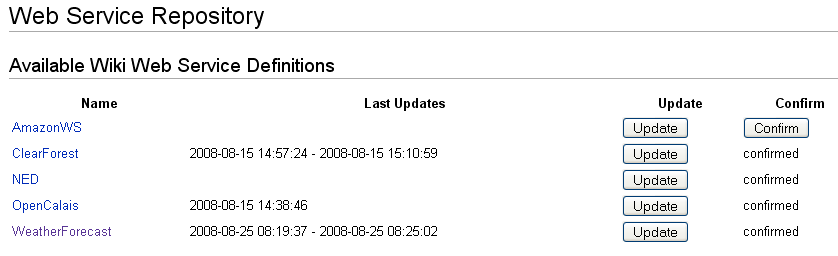 Web Service Repository
Available Wiki Web Service Definitions
Name Last Updates Update Confirm
AmazonWS Update Confirm
ClearForest 2008-08-15 14:57:24 - 2008-08-15 15:10:59 Update confirmed
NED Update confirmed
OpenCalais 2008-08-15 14:38:46 Update confirmed
WeatherForecast 2008-08-25 08:19:37 - 2008-08-25 08:25:02 Update confirmed